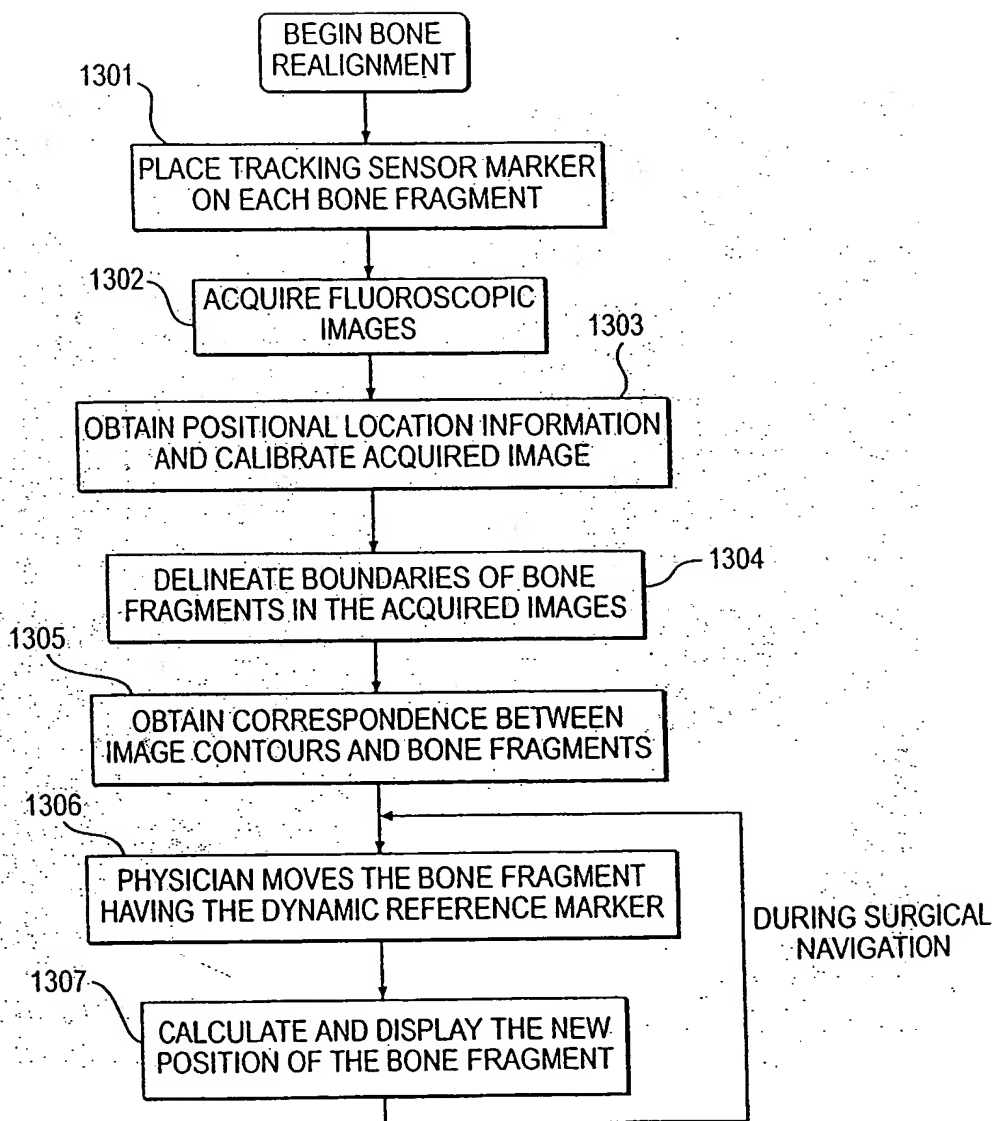 BEGIN BONE
REALIGNMENT
1301
PLACE TRACKING SENSOR MARKER
ON EACH BONE FRAGMENT
1302
ACQUIRE FLUOROSCOPIC
IMAGES
1303
OBTAIN POSITIONAL LOCATION INFORMATION
AND CALIBRATE ACQUIRED IMAGE
1304
DELINEATE BOUNDARIES OF BONE
FRAGMENTS IN THE ACQUIRED IMAGES
1305
OBTAIN CORRESPONDENCE BETWEEN
IMAGE CONTOURS AND BONE FRAGMENTS
1306
PHYSICIAN MOVES THE BONE FRAGMENT
HAVING THE DYNAMIC REFERENCE MARKER
DURING SURGICAL
NAVIGATION
1307
CALCULATE AND DISPLAY THE NEW
POSITION OF THE BONE FRAGMENT